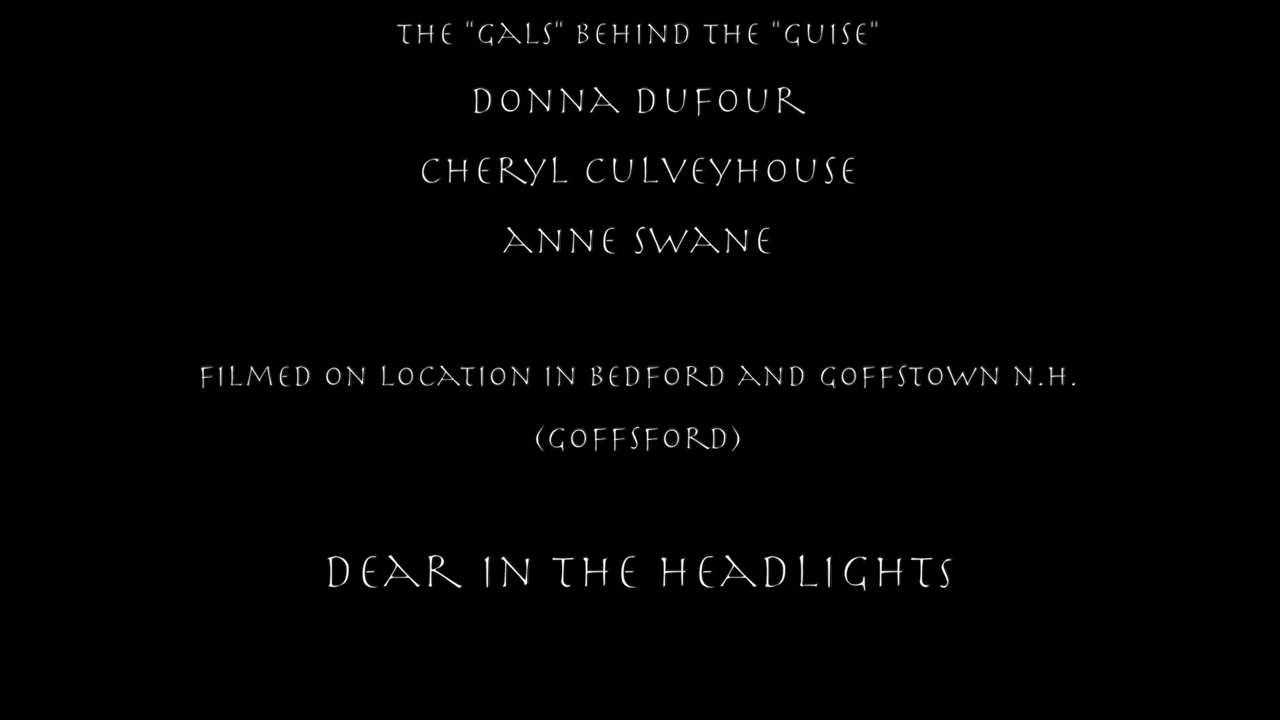 THE "GALS" BEHIND THE "GUISE"
DONNA DUFOUR
CHERYL CULVEYHOUSE
ANNE SWANE
FILMED ON LOCATION IN BEDFORD AND GOFFSTOWN N.H.
(GOFFSFORD)
DEAR IN THE HEADLIGHTS